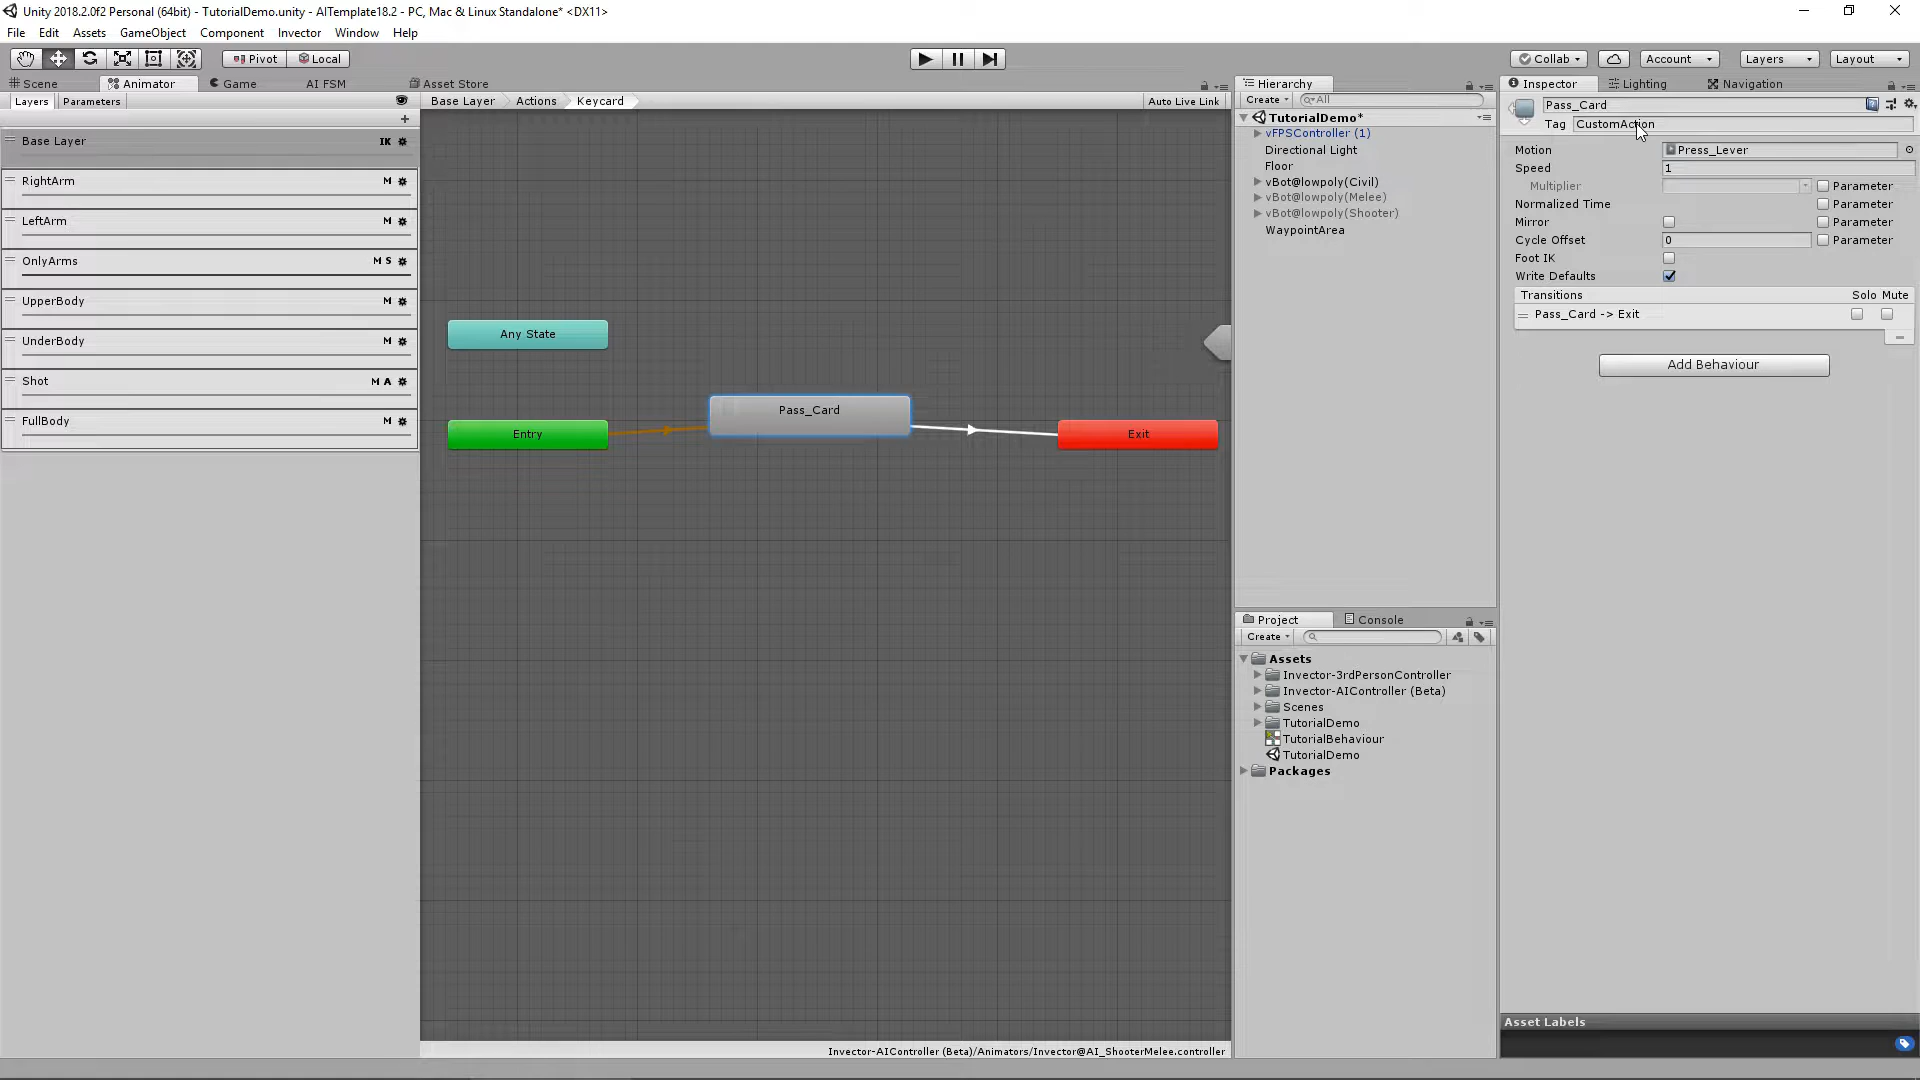 Unity 2018.2.0f2 Personal (64bit) - TutorialDemo.unity - AITemplate18.2 - PC, Mac & Linux Standalone* <DX11>
File Edit Assets GameObject Component Invector Window Help
Pivot Local Collab Account Layers Layout
Scene Animator Game AI FSM Asset Store
Layers Parameters
Base Layer Actions Keycard Auto Live Link
Base Layer IK
RightArm M
LeftArm M
OnlyArms M S
UpperBody M
UnderBody M
Shot M A
FullBody M
Any State
Entry
Pass_Card
Exit
Invector-AIController (Beta)/Animators/Invector@AI_ShooterMelee.controller
Hierarchy
Create All
TutorialDemo*
vFPSController (1)
Directional Light
Floor
vBot@lowpoly(Civil)
vBot@lowpoly(Melee)
vBot@lowpoly(Shooter)
WaypointArea
Project Console
Create
Assets
Invector-3rdPersonController
Invector-AIController (Beta)
Scenes
TutorialDemo
TutorialBehaviour
TutorialDemo
Packages
Inspector Lighting Navigation
Pass_Card
Tag CustomAction
Motion Press_Lever
Speed 1
Multiplier Parameter
Normalized Time Parameter
Mirror Parameter
Cycle Offset 0 Parameter
Foot IK
Write Defaults
Transitions Solo Mute
Pass_Card -> Exit
Add Behaviour
Asset Labels